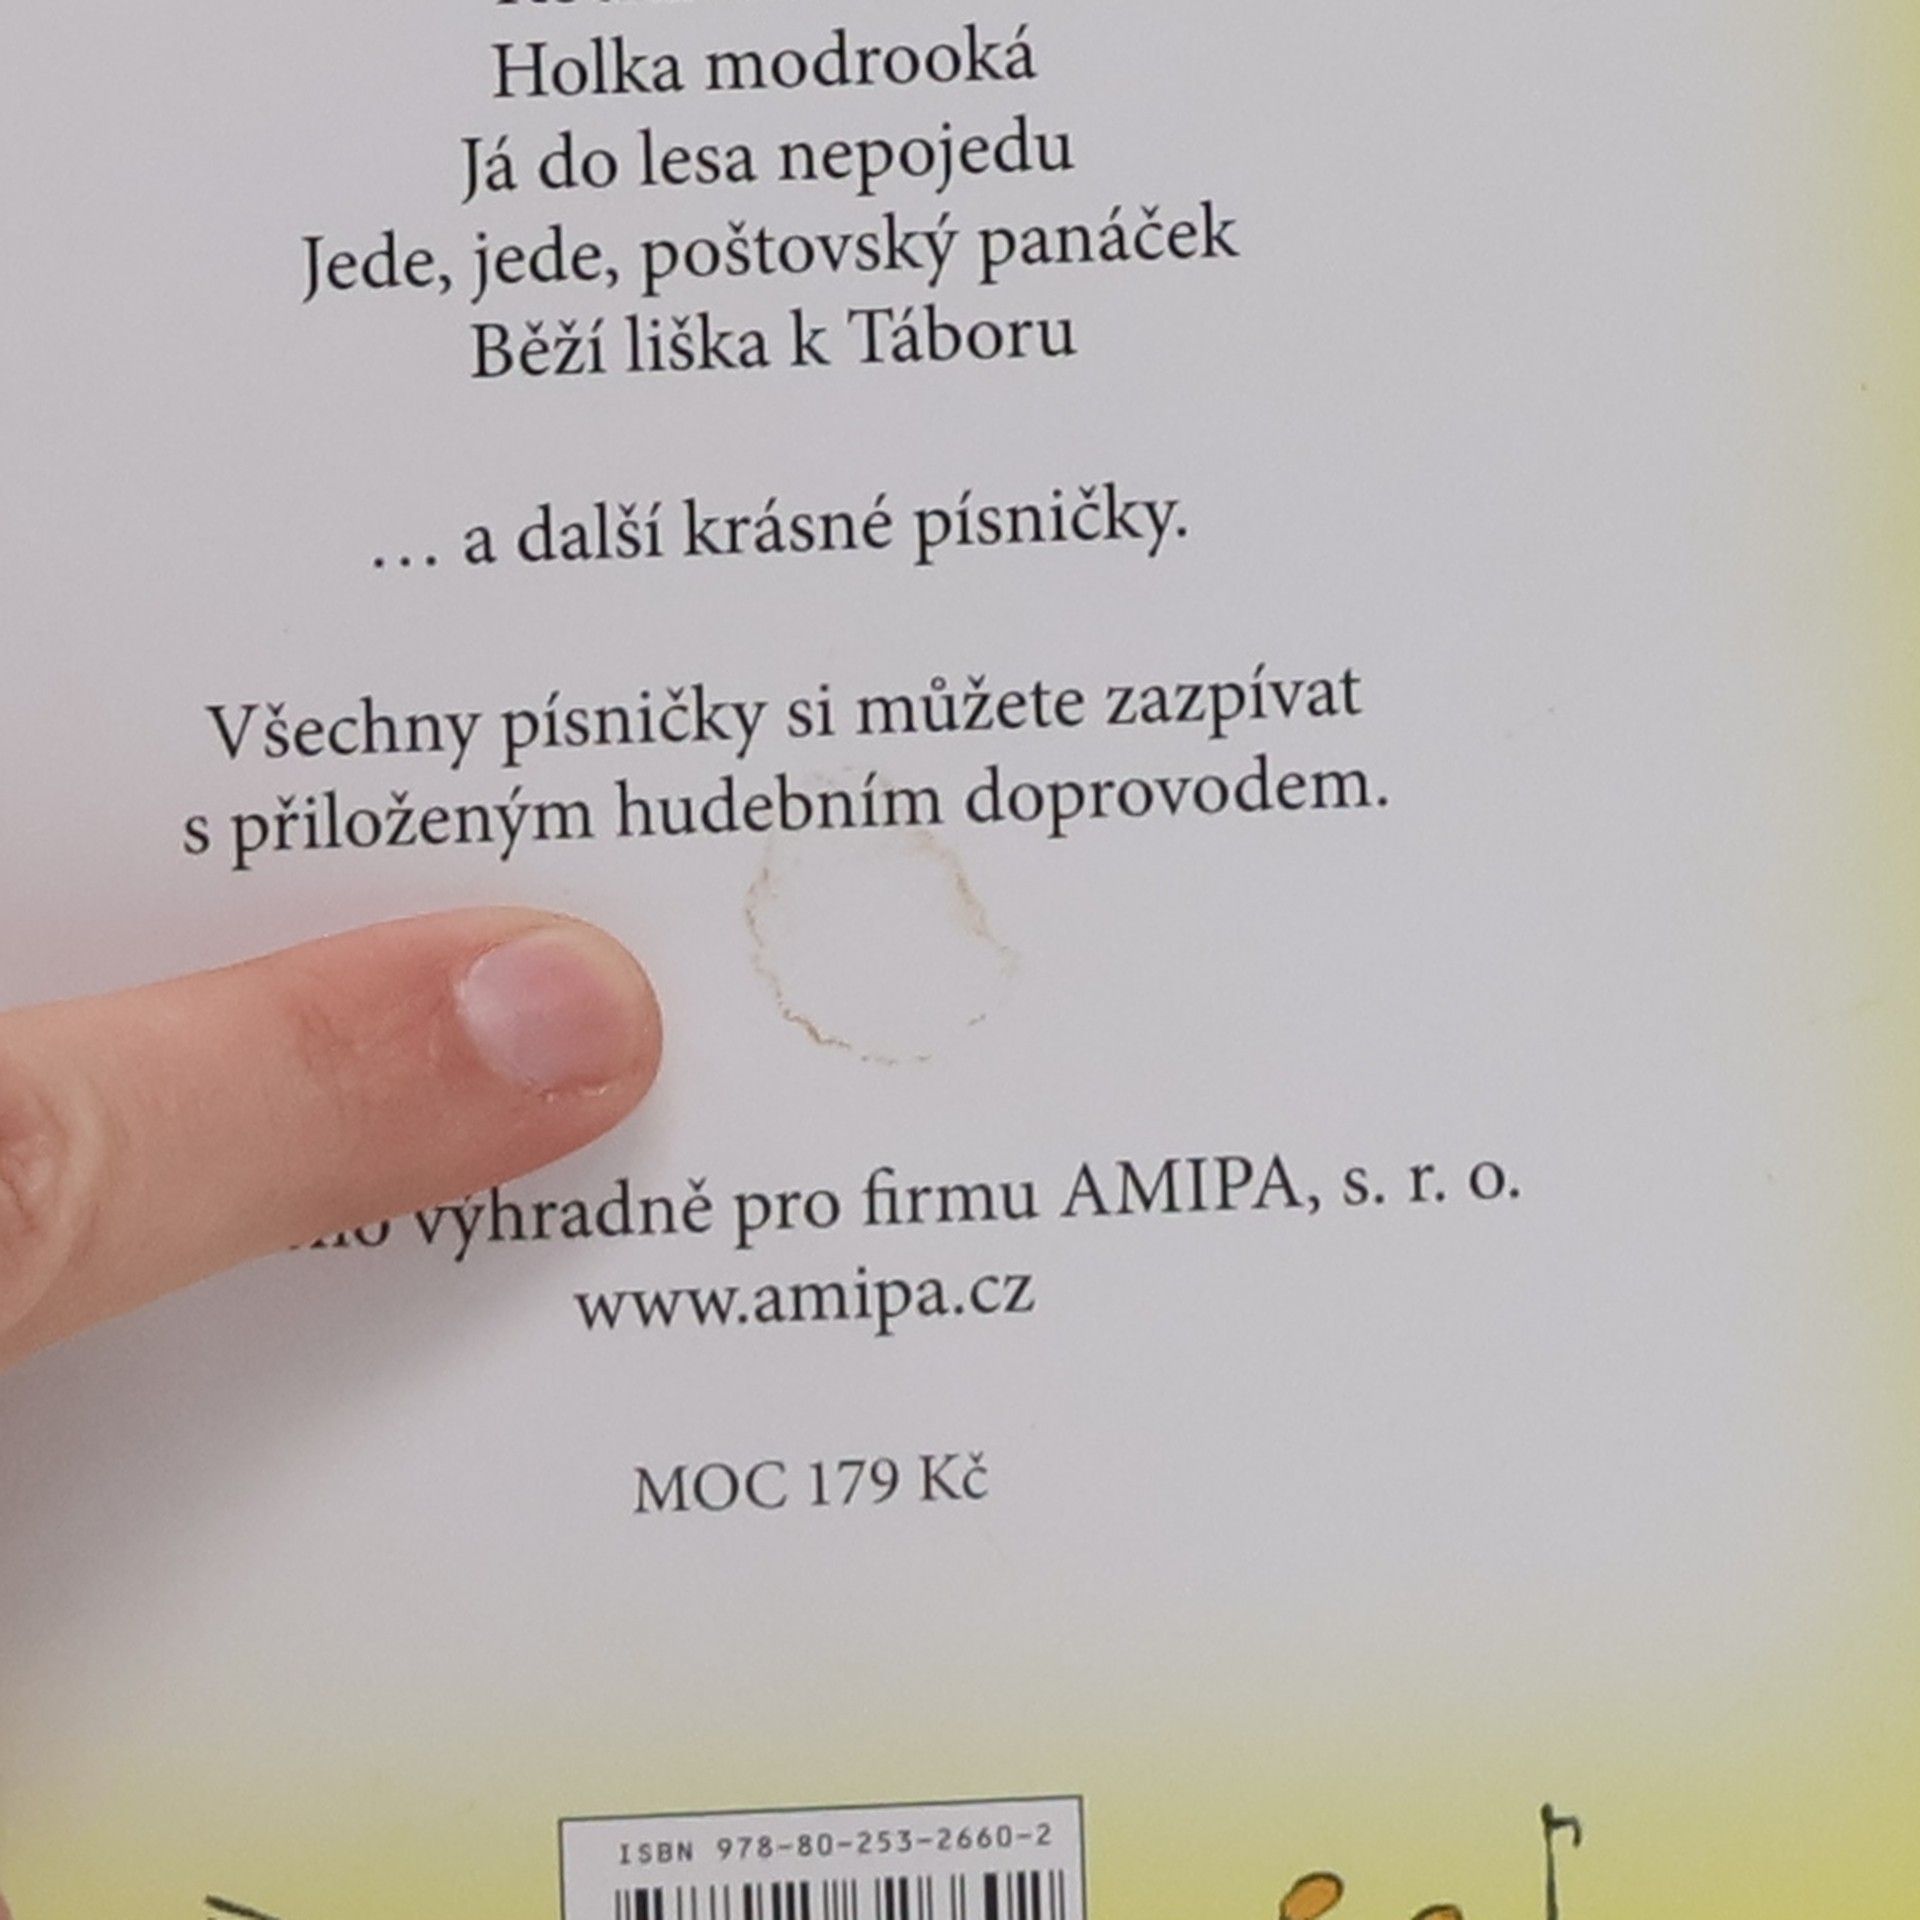 Holka modrooká
Já do lesa nepojedu
Jede, jede, poštovský panáček
Běží liška k Táboru
… a další krásné písničky.
Všechny písničky si můžete zazpívat
s přiloženým hudebním doprovodem.
výhradně pro firmu AMIPA, s. r. o.
www.amipa.cz
MOC 179 Kč
ISBN 978-80-253-2660-2